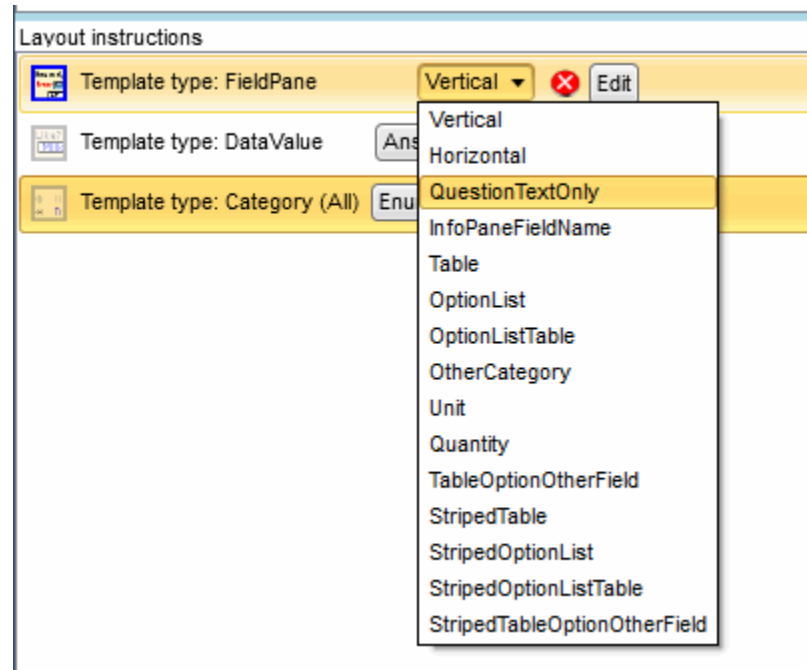 Layout instructions
Template type: FieldPane Vertical Edit
Vertical
Template type: DataValue Ans
Horizontal
QuestionTextOnly
Template type: Category (All) Enu
InfoPaneFieldName
Table
OptionList
OptionListTable
OtherCategory
Unit
Quantity
TableOptionOtherField
StripedTable
StripedOptionList
StripedOptionListTable
StripedTableOptionOtherField